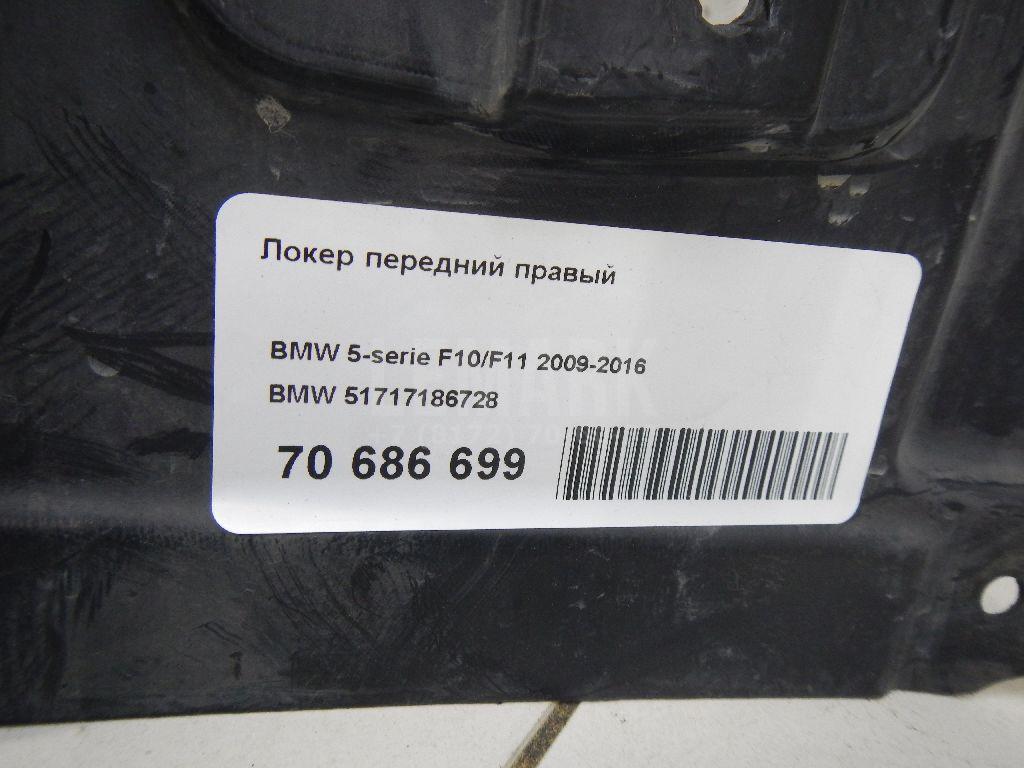 Локер передний правый
BMW 5-serie F10/F11 2009-2016
BMW 51717186728
70 686 699